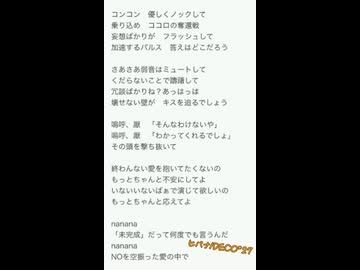 コンコン　優しくノックして
乗り込め　ココロの奪還戦
妄想ばかりが　フラッシュして
加速するパルス　答えはどこだろう
さあさあ弱音はミュートして
くだらないことで躊躇して
冗談ばかりね？あっはっは
壊せない壁が　キスを迫るでしょう
嗚呼、厭　「そんなわけないや」
嗚呼、厭　「わかってくれるでしょ」
その頭を撃ち抜いて
終わんない愛を抱いてたくないの
もっとちゃんと不安にしてよ
いないいないばぁで演じて欲しいの
もっとちゃんと応えてよ
nanana
「未完成」だって何度でも言うんだ
nanana
NOを空振った愛の中で
ヒバナ/DECO*27